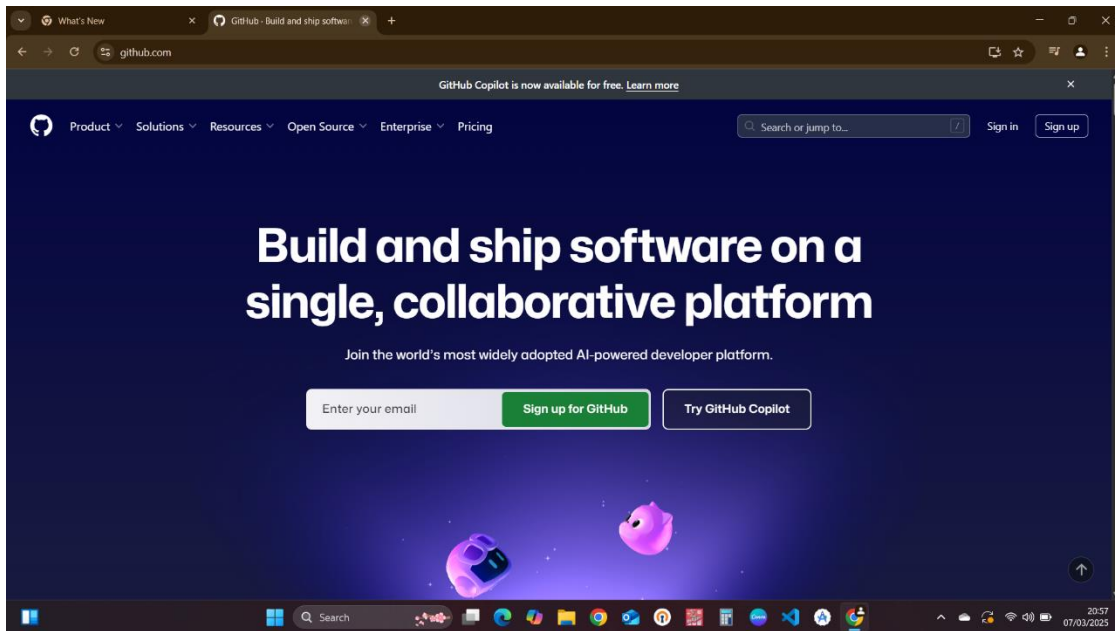 What's New
GitHub - Build and ship softwar
github.com
GitHub Copilot is now available for free. Learn more
Product Solutions Resources Open Source Enterprise Pricing
Search or jump to...
/
Sign in
Sign up
Build and ship software on a
single, collaborative platform
Join the world's most widely adopted AI-powered developer platform.
Enter your email
Sign up for GitHub
Try GitHub Copilot
Search
20:57
07/03/2025